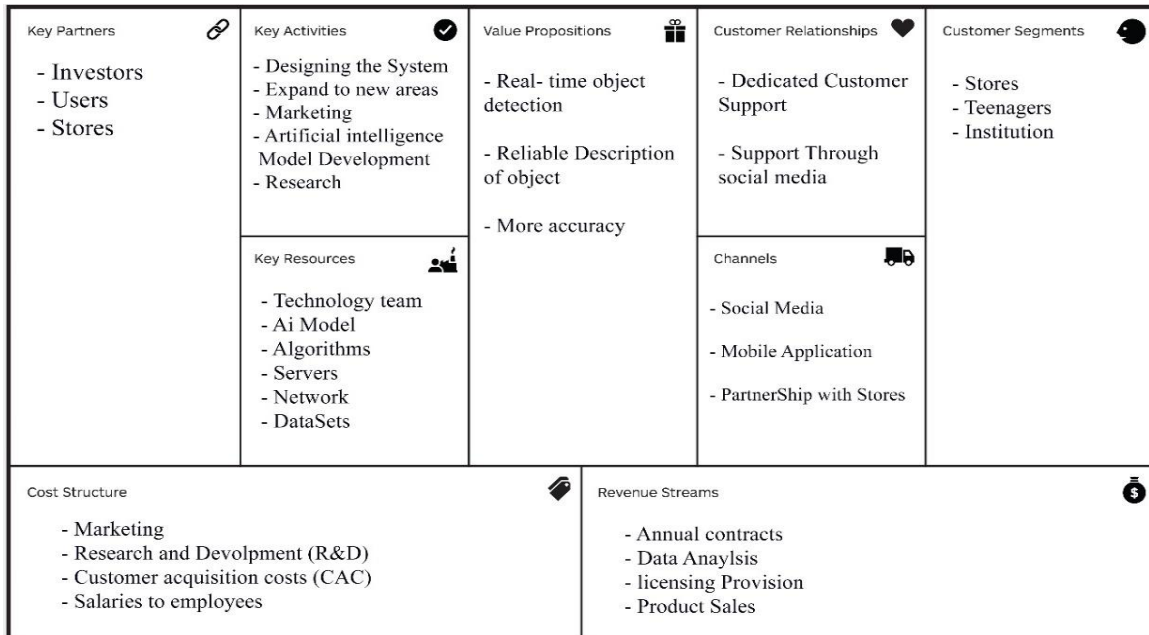 Key Partners
- Investors
- Users
- Stores
Key Activities
- Designing the System
- Expand to new areas
- Marketing
- Artificial intelligence
Model Development
- Research
Key Resources
- Technology team
- Ai Model
- Algorithms
- Servers
- Network
- DataSets
Value Propositions
- Real- time object
detection
- Reliable Description
of object
- More accuracy
Customer Relationships
- Dedicated Customer
Support
- Support Through
social media
Channels
- Social Media
- Mobile Application
- PartnerShip with Stores
Customer Segments
- Stores
- Teenagers
- Institution
Cost Structure
- Marketing
- Research and Devolpment (R&D)
- Customer acquisition costs (CAC)
- Salaries to employees
Revenue Streams
- Annual contracts
- Data Anaylsis
- licensing Provision
- Product Sales